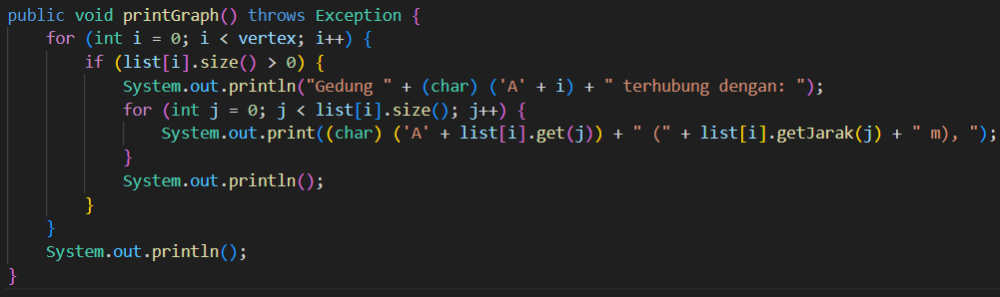 public void printGraph() throws Exception {
    for (int i = 0; i < vertex; i++) {
        if (list[i].size() > 0) {
            System.out.println("Gedung " + (char) ('A' + i) + " terhubung dengan: ");
            for (int j = 0; j < list[i].size(); j++) {
                System.out.print((char) ('A' + list[i].get(j)) + " (" + list[i].getJarak(j) + " m), ");
            }
            System.out.println();
        }
    }
    System.out.println();
}